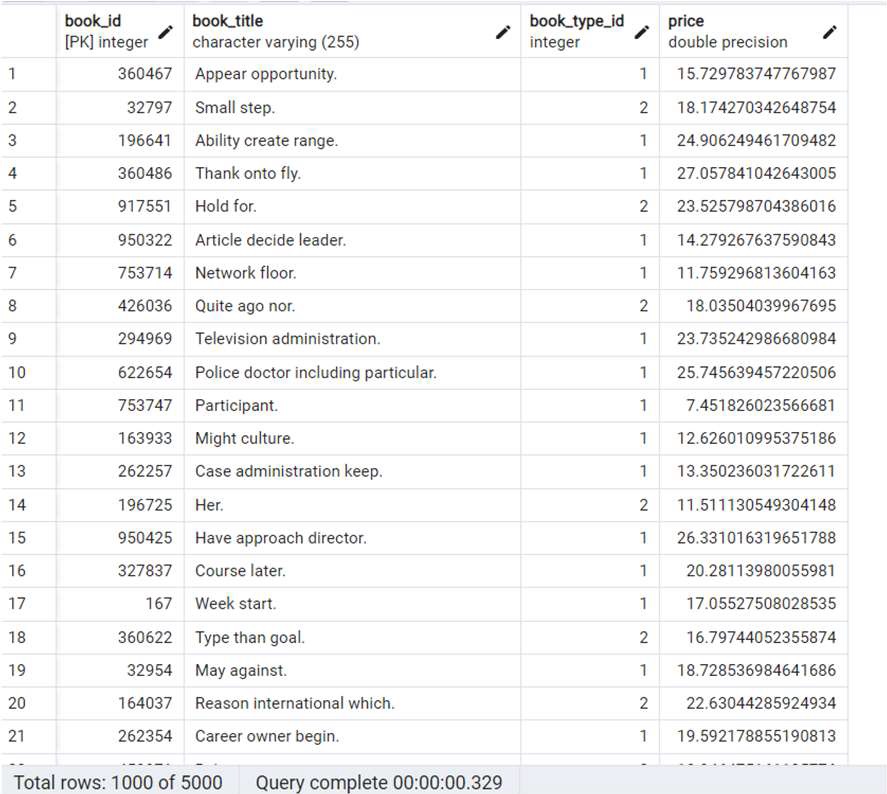 book_id book_title book_type_id price
[PK] integer character varying (255) integer double precision
1 360467 Appear opportunity. 1 15.729783747767987
2 32797 Small step. 2 18.174270342648754
3 196641 Ability create range. 1 24.906249461709482
4 360486 Thank onto fly. 1 27.057841042643005
5 917551 Hold for. 2 23.525798704386016
6 950322 Article decide leader. 1 14.279267637590843
7 753714 Network floor. 1 11.759296813604163
8 426036 Quite ago nor. 2 18.03504039967695
9 294969 Television administration. 1 23.735242986680984
10 622654 Police doctor including particular. 1 25.745639457220506
11 753747 Participant. 1 7.451826023566681
12 163933 Might culture. 1 12.626010995375186
13 262257 Case administration keep. 1 13.350236031722611
14 196725 Her. 2 11.511130549304148
15 950425 Have approach director. 1 26.331016319651788
16 327837 Course later. 1 20.28113980055981
17 167 Week start. 1 17.05527508028535
18 360622 Type than goal. 2 16.79744052355874
19 32954 May against. 1 18.728536984641686
20 164037 Reason international which. 2 22.63044285924934
21 262354 Career owner begin. 1 19.592178855190813
Total rows: 1000 of 5000 Query complete 00:00:00.329